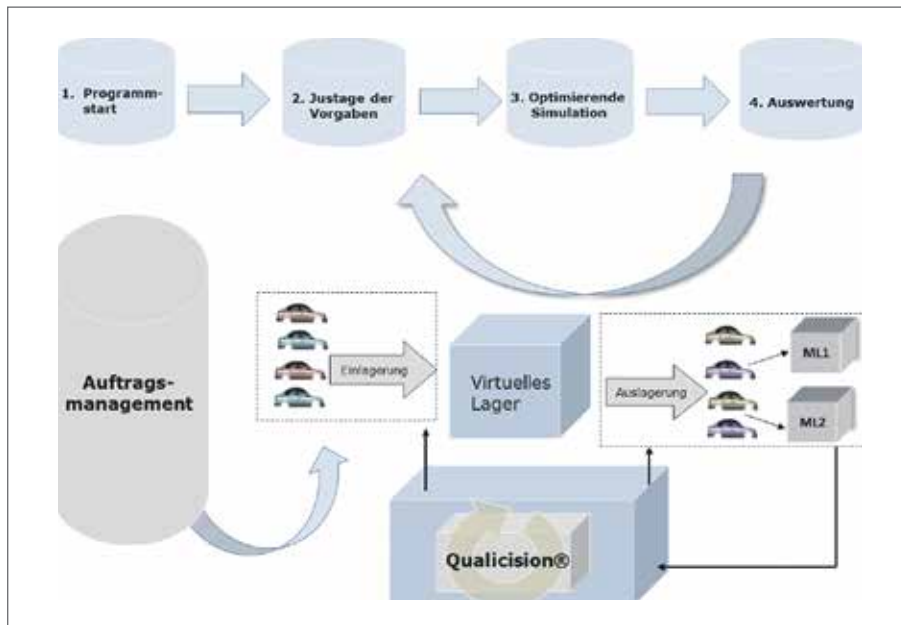 1. Programm-
start
2. Justage der
Vorgaben
3. Optimierende
Simulation
4. Auswertung
Auftrags-
management
Einlagerung
Virtuelles
Lager
Auslagerung
ML1
ML2
Qualicision®